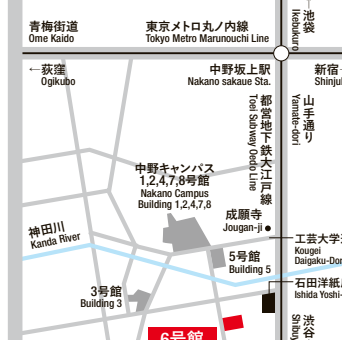 ←池袋
Ikebukuro
青梅街道
Ome Kaido
東京メトロ丸ノ内線
Tokyo Metro Marunouchi Line
←荻窪
Ogikubo
中野坂上駅
Nakano sakaue Sta.
新宿
Shinju
都営地下鉄大江戸線
Toei Subway Oedo Line
山手通り
Yamate-dori
中野キャンパス
1,2,4,7,8号館
Nakano Campus
Building 1,2,4,7,8
成願寺
Jougan-ji
神田川
Kanda River
工芸大学
Kougei
Daigaku-Dor
5号館
Building 5
石田洋紙
Ishida Yoshi-
3号館
Building 3
渋谷
Shibuy
6号館